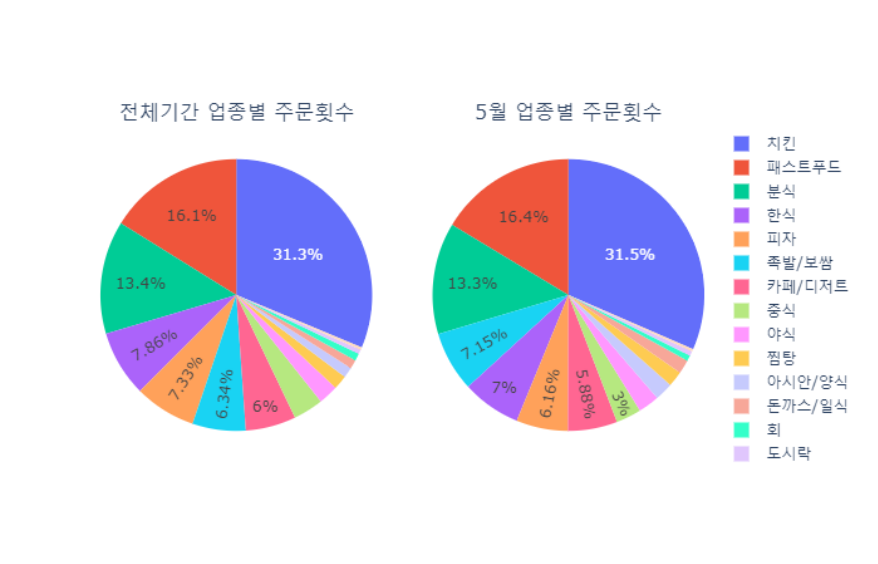 전체기간 업종별 주문횟수
5월 업종별 주문횟수
31.3%
16.1%
13.4%
7.86%
7.33%
6.34%
6%
31.5%
16.4%
13.3%
7.15%
7%
6.16%
5.88%
3%
치킨
패스트푸드
분식
한식
피자
족발/보쌈
카페/디저트
중식
야식
찜탕
아시안/양식
돈까스/일식
회
도시락